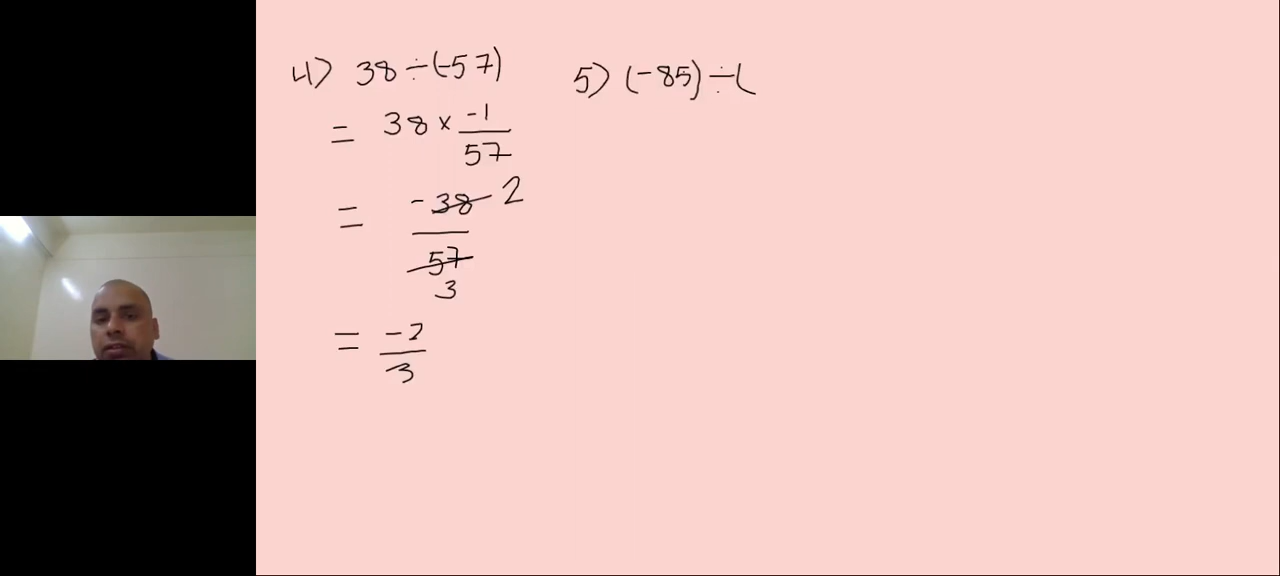 4) 38 ÷ (-57)
= 38 × -1/57
= -38/57 2 3
= -2/3
5) (-85) ÷ (